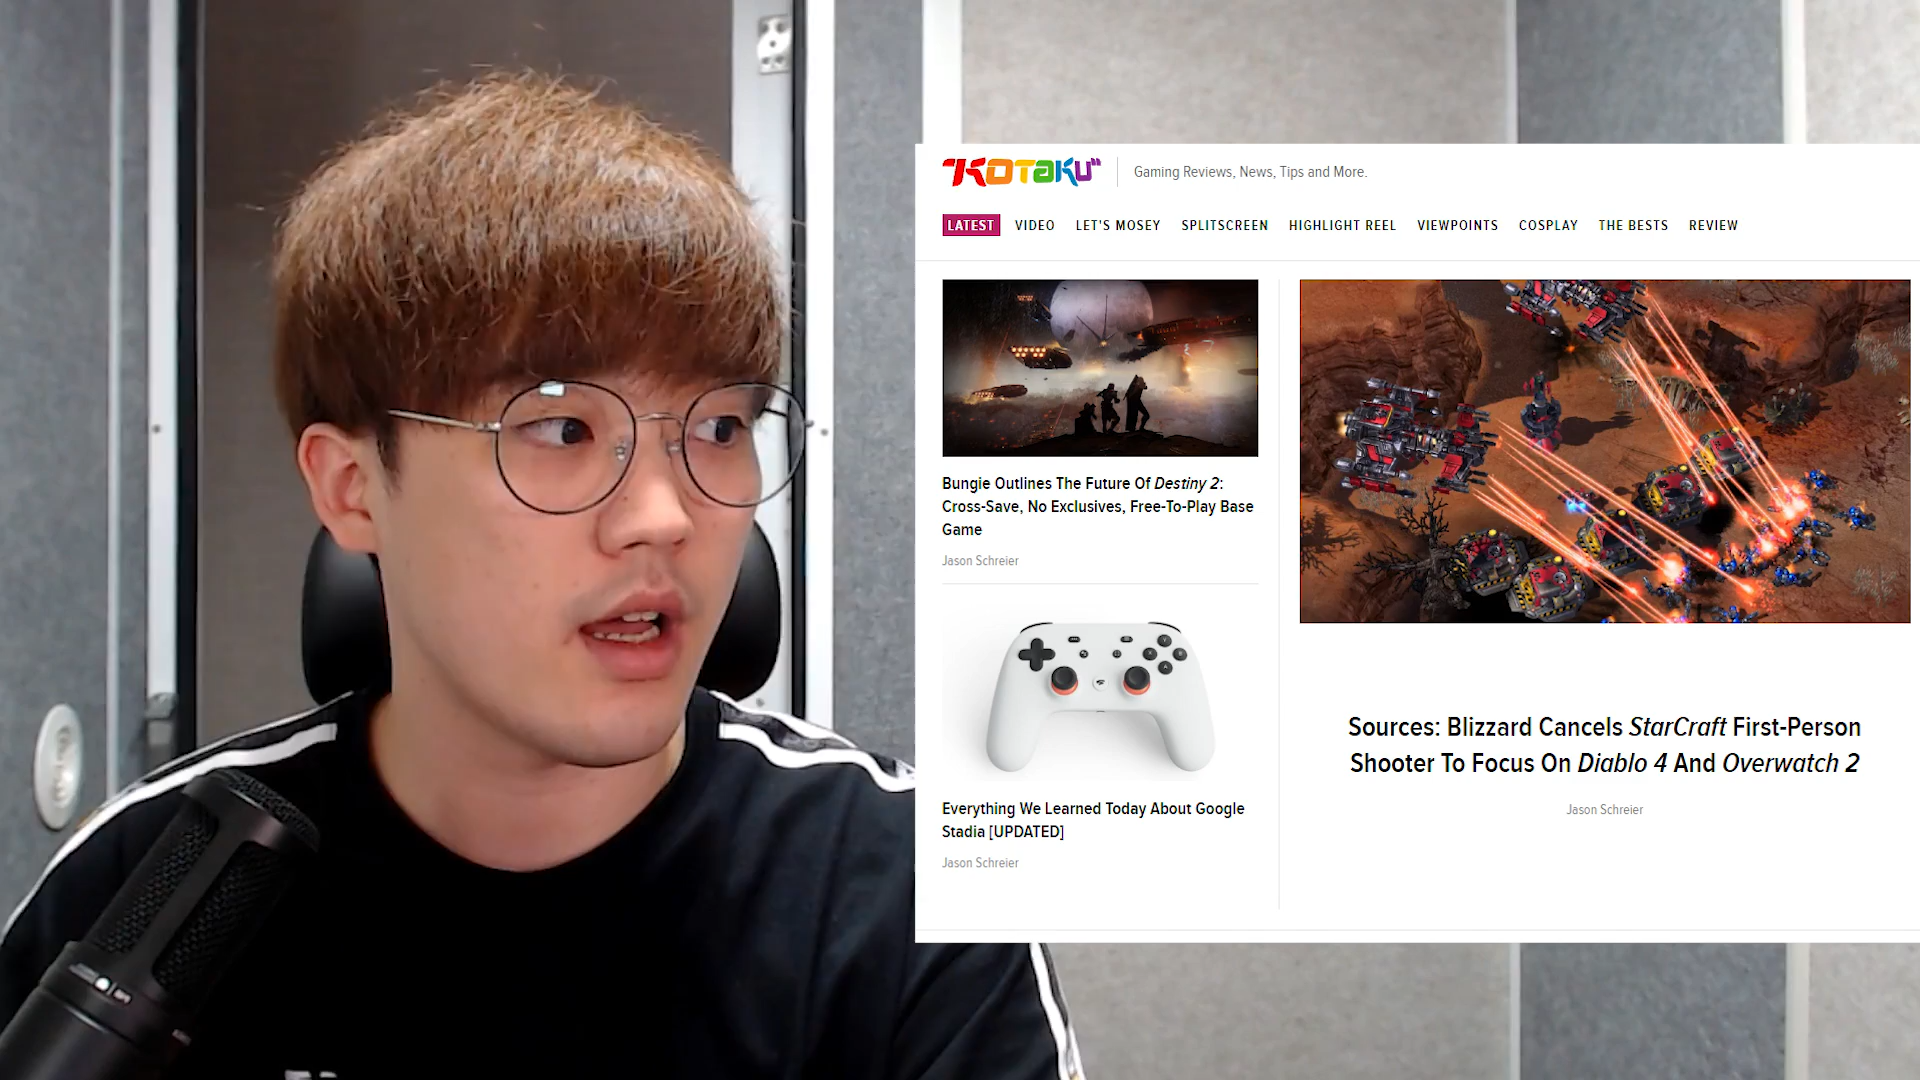 KOTAKU
Gaming Reviews, News, Tips and More.
LATEST VIDEO LET'S MOSEY SPLITSCREEN HIGHLIGHT REEL VIEWPOINTS COSPLAY THE BESTS REVIEW
Bungie Outlines The Future Of Destiny 2:
Cross-Save, No Exclusives, Free-To-Play Base
Game
Jason Schreier
Everything We Learned Today About Google
Stadia [UPDATED]
Jason Schreier
Sources: Blizzard Cancels StarCraft First-Person
Shooter To Focus On Diablo 4 And Overwatch 2
Jason Schreier